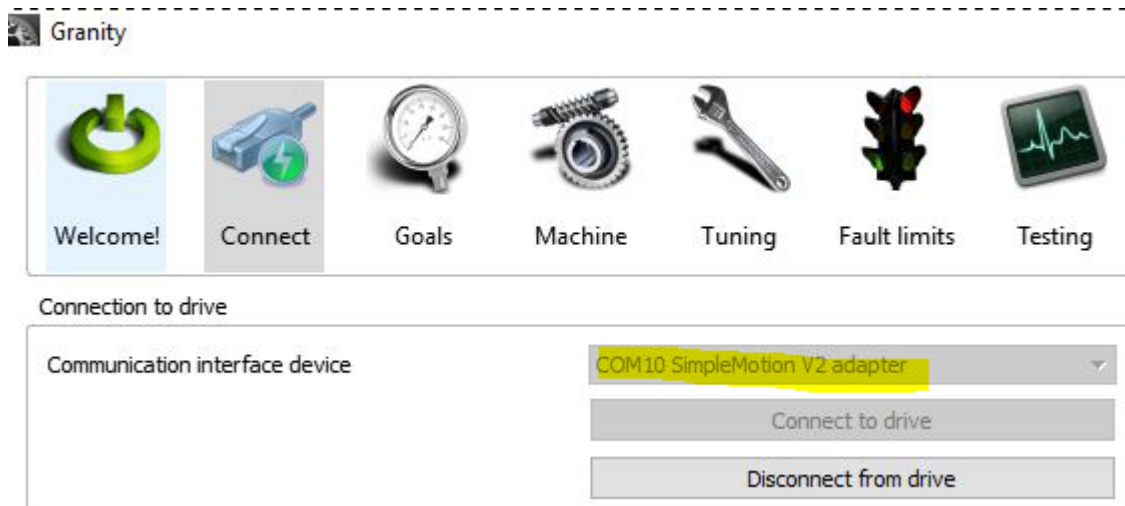 Granity
Welcome! Connect Goals Machine Tuning Fault limits Testing
Connection to drive
Communication interface device COM10 SimpleMotion V2 adapter
Connect to drive
Disconnect from drive